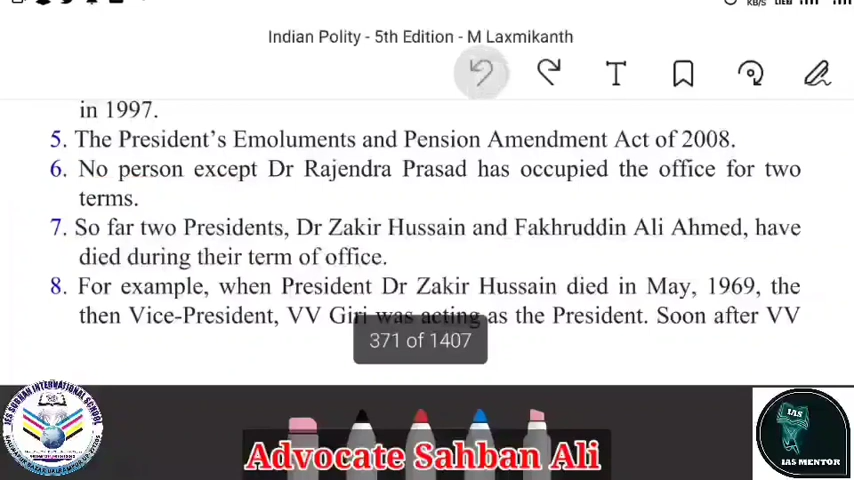 KB/S
Indian Polity - 5th Edition - M Laxmikanth
in 1997.
5. The President's Emoluments and Pension Amendment Act of 2008.
6. No person except Dr Rajendra Prasad has occupied the office for two
terms.
7. So far two Presidents, Dr Zakir Hussain and Fakhruddin Ali Ahmed, have
died during their term of office.
8. For example, when President Dr Zakir Hussain died in May, 1969, the
then Vice-President, VV Giri was acting as the President. Soon after VV
371 of 1407
Advocate Sahban Ali
IAS
IAS MENTOR